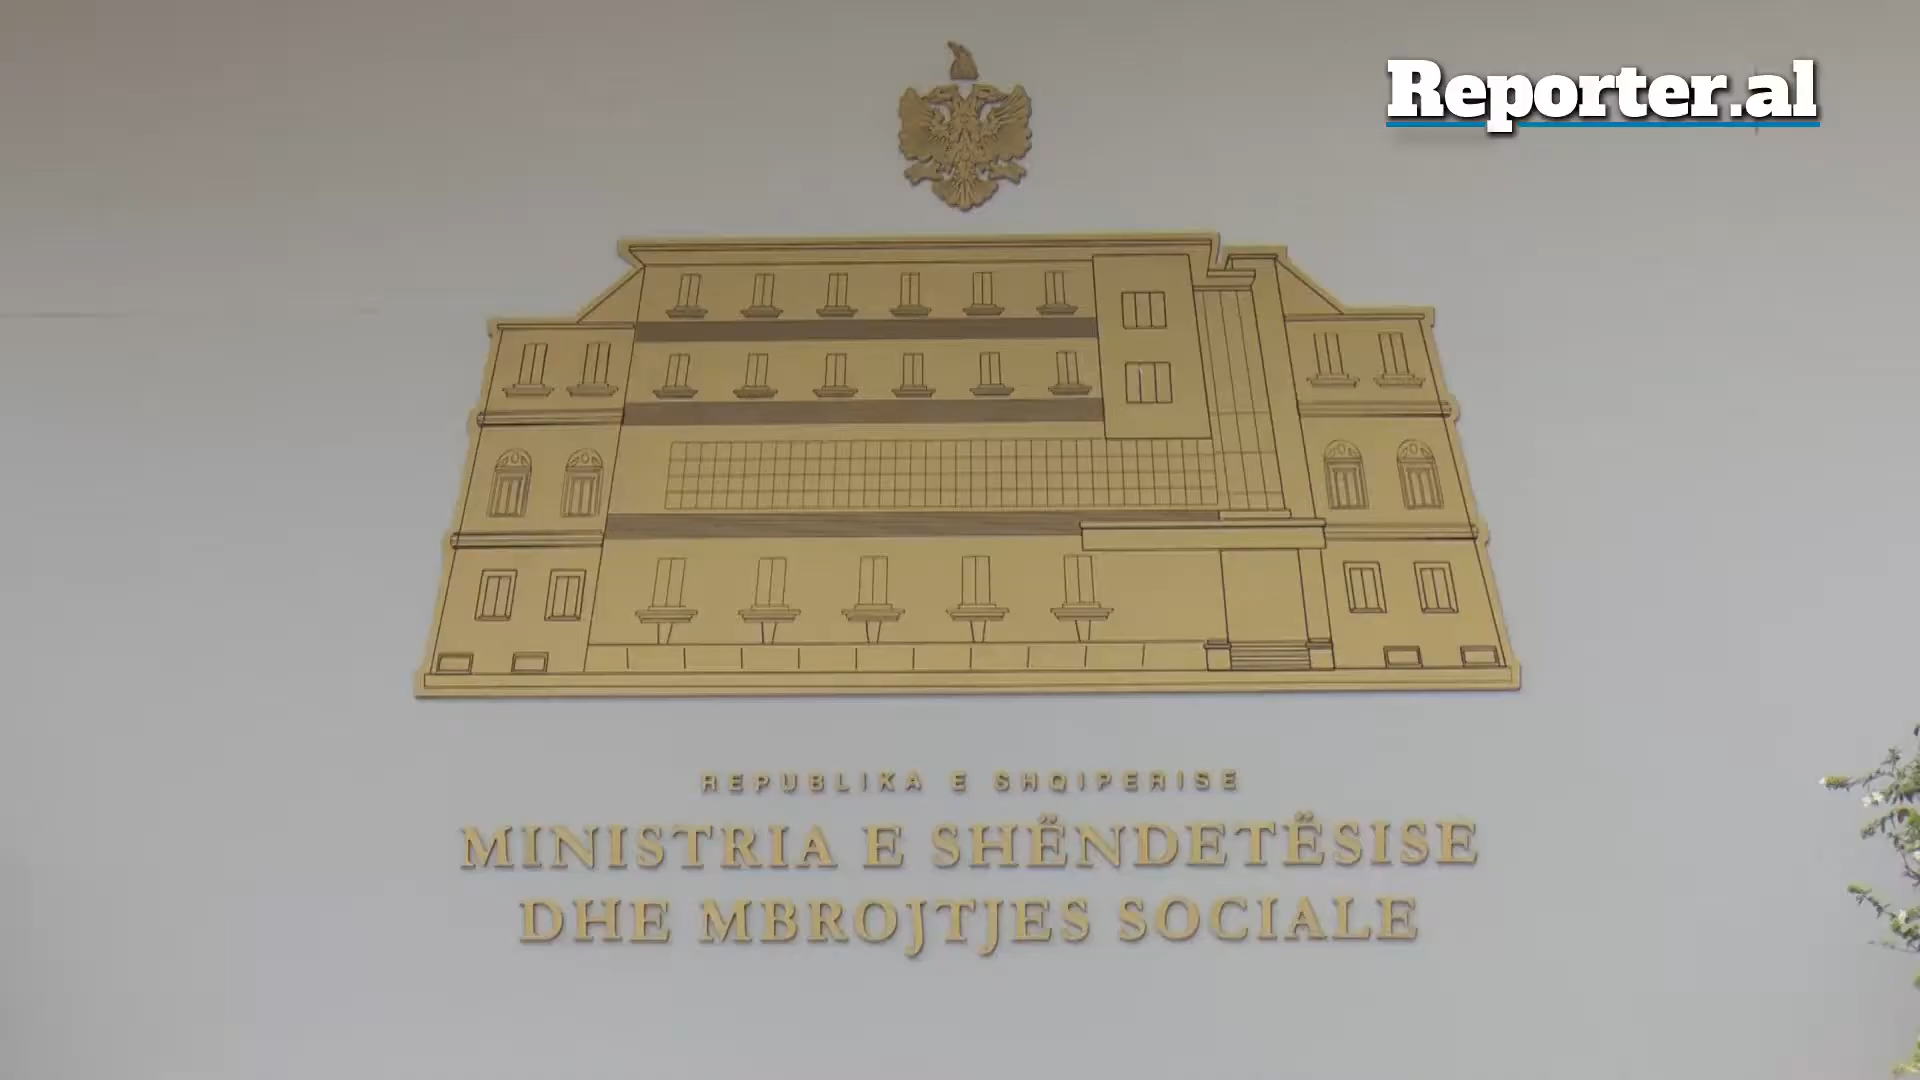 Reporter.al
REPUBLIKA E SHQIPERISE
MINISTRIA E SHËNDETËSISE
DHE MBROJTJES SOCIALE